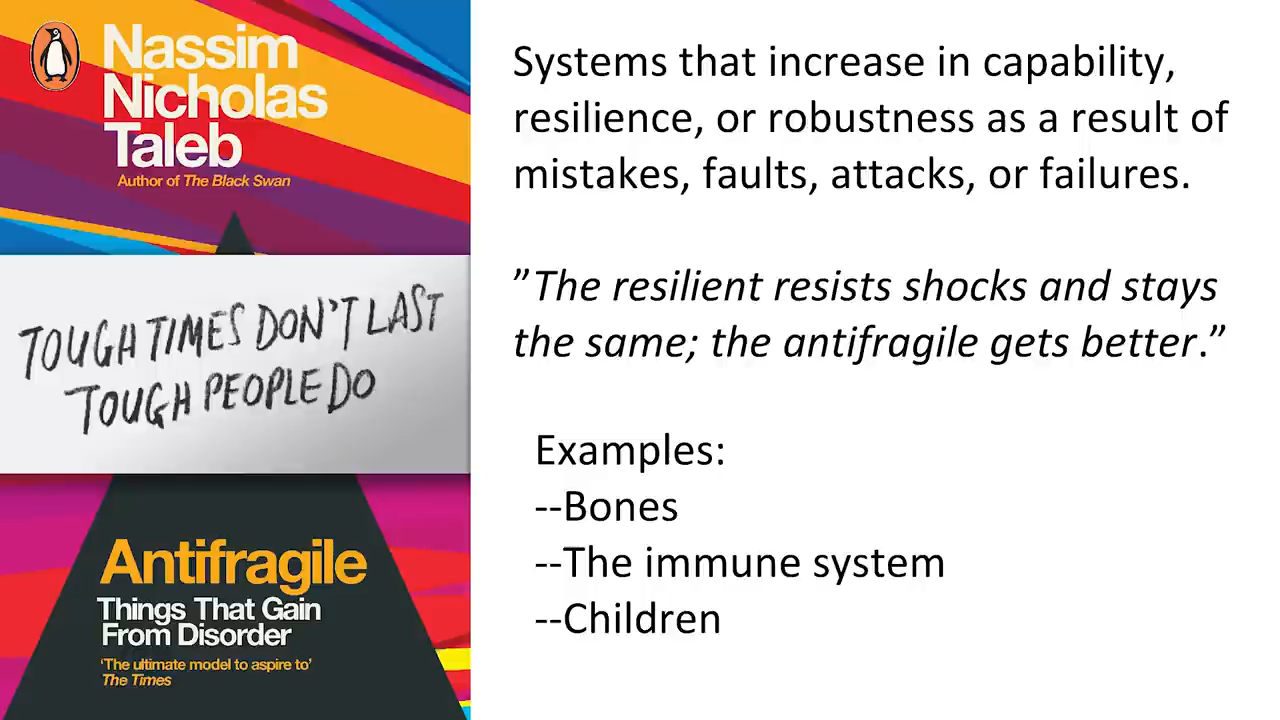 Nassim
Nicholas
Taleb
Author of The Black Swan
TOUGH TIMES DON'T LAST
TOUGH PEOPLE DO
Antifragile
Things That Gain
From Disorder
'The ultimate model to aspire to'
The Times
Systems that increase in capability,
resilience, or robustness as a result of
mistakes, faults, attacks, or failures.
”The resilient resists shocks and stays
the same; the antifragile gets better.”
Examples:
--Bones
--The immune system
--Children